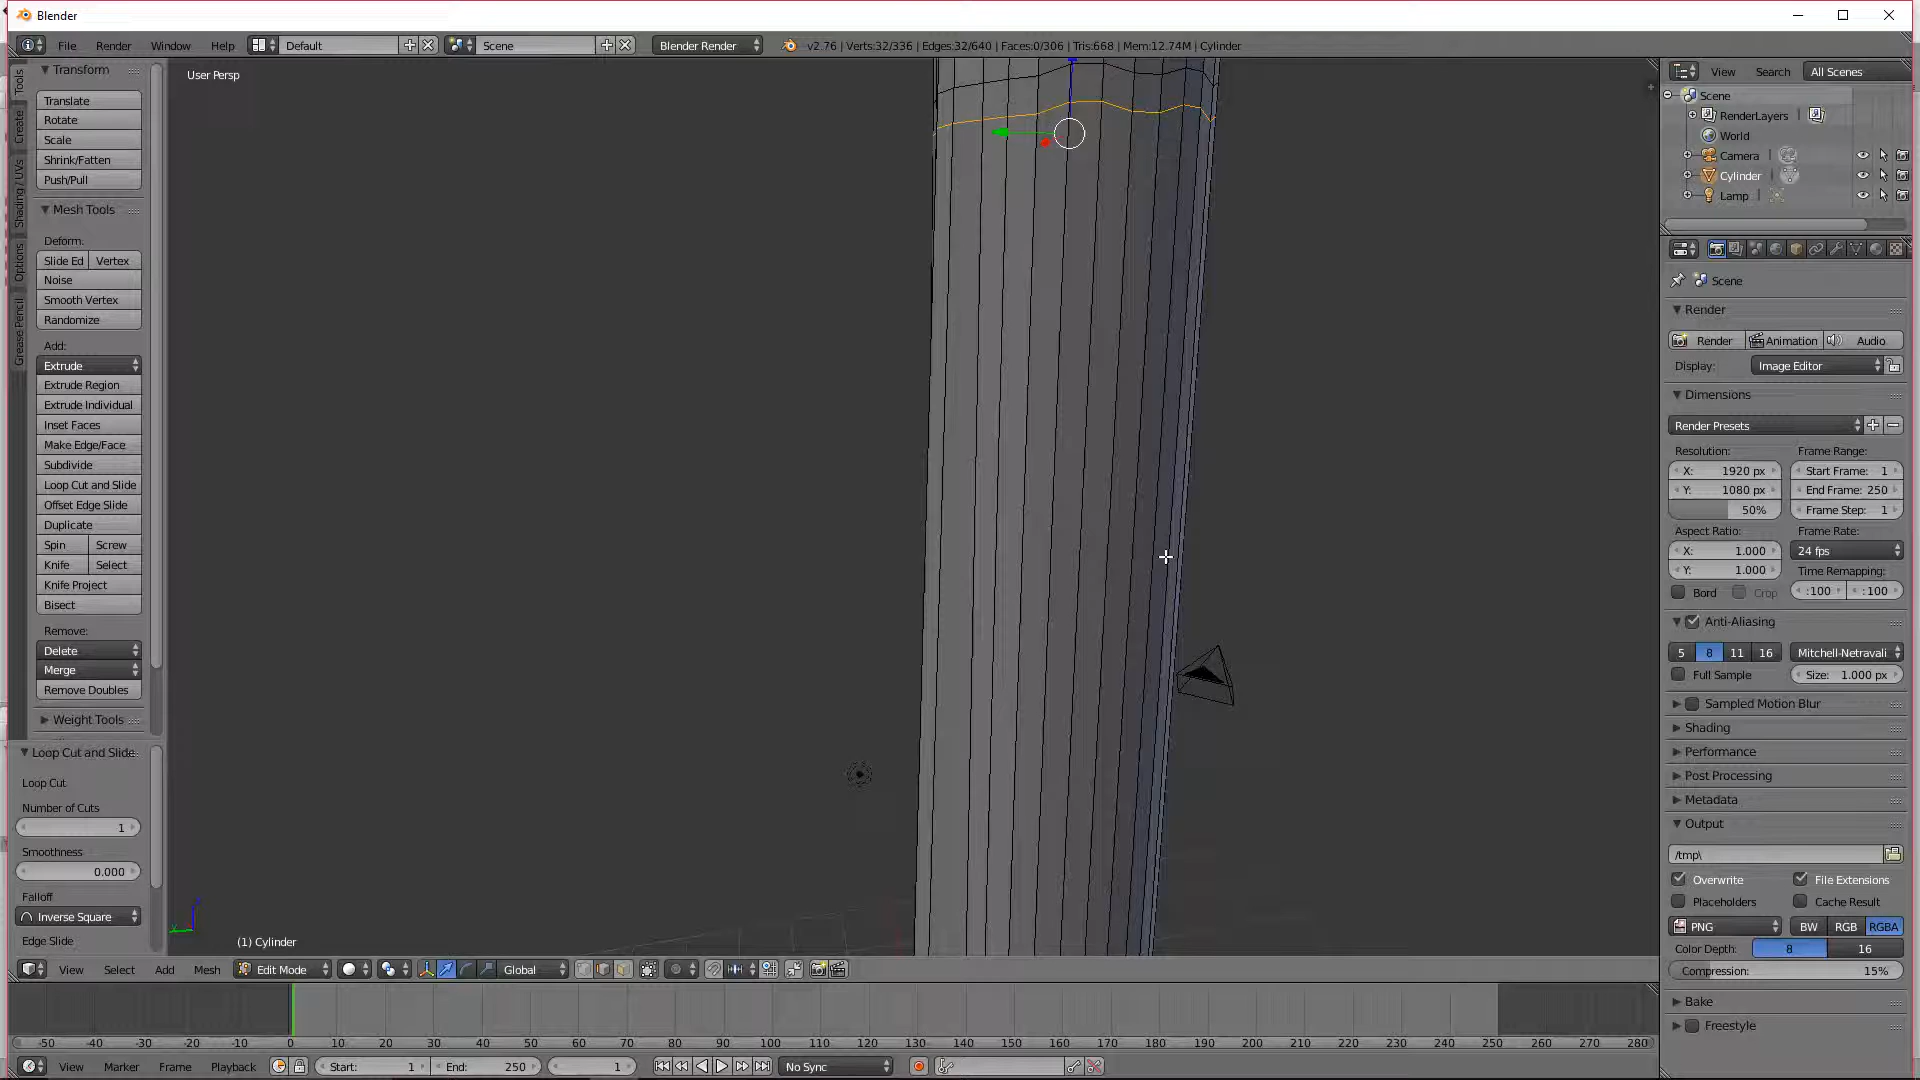 Blender
File Render Window Help Default Scene Blender Render v2.76 | Verts:32/336 | Edges:32/640 | Faces:0/306 | Tris:668 | Mem:12.74M | Cylinder
Tools
Create
Shading / UVs
Options
Grease Pencil
Transform
Translate
Rotate
Scale
Shrink/Fatten
Push/Pull
Mesh Tools
Deform:
Slide Ed Vertex
Noise
Smooth Vertex
Randomize
Add:
Extrude
Extrude Region
Extrude Individual
Inset Faces
Make Edge/Face
Subdivide
Loop Cut and Slide
Offset Edge Slide
Duplicate
Spin Screw
Knife Select
Knife Project
Bisect
Remove:
Delete
Merge
Remove Doubles
Weight Tools
Loop Cut and Slide
Loop Cut
Number of Cuts
1
Smoothness
0.000
Falloff
Inverse Square
Edge Slide
User Persp
(1) Cylinder
View Select Add Mesh Edit Mode Global
-50 -40 -30 -20 -10 0 10 20 30 40 50 60 70 80 90 100 110 120 130 140 150 160 170 180 190 200 210 220 230 240 250 260 270 280
View Marker Frame Playback Start: 1 End: 250 1 No Sync
View Search All Scenes
Scene
RenderLayers
World
Camera
Cylinder
Lamp
Scene
Render
Render Animation Audio
Display: Image Editor
Dimensions
Render Presets
Resolution: Frame Range:
X: 1920 px Start Frame: 1
Y: 1080 px End Frame: 250
50% Frame Step: 1
Aspect Ratio: Frame Rate:
X: 1.000 24 fps
Y: 1.000 Time Remapping:
Bord Crop :100 :100
Anti-Aliasing
5 8 11 16 Mitchell-Netravali
Full Sample Size: 1.000 px
Sampled Motion Blur
Shading
Performance
Post Processing
Metadata
Output
/tmp\
Overwrite File Extensions
Placeholders Cache Result
PNG BW RGB RGBA
Color Depth: 8 16
Compression: 15%
Bake
Freestyle